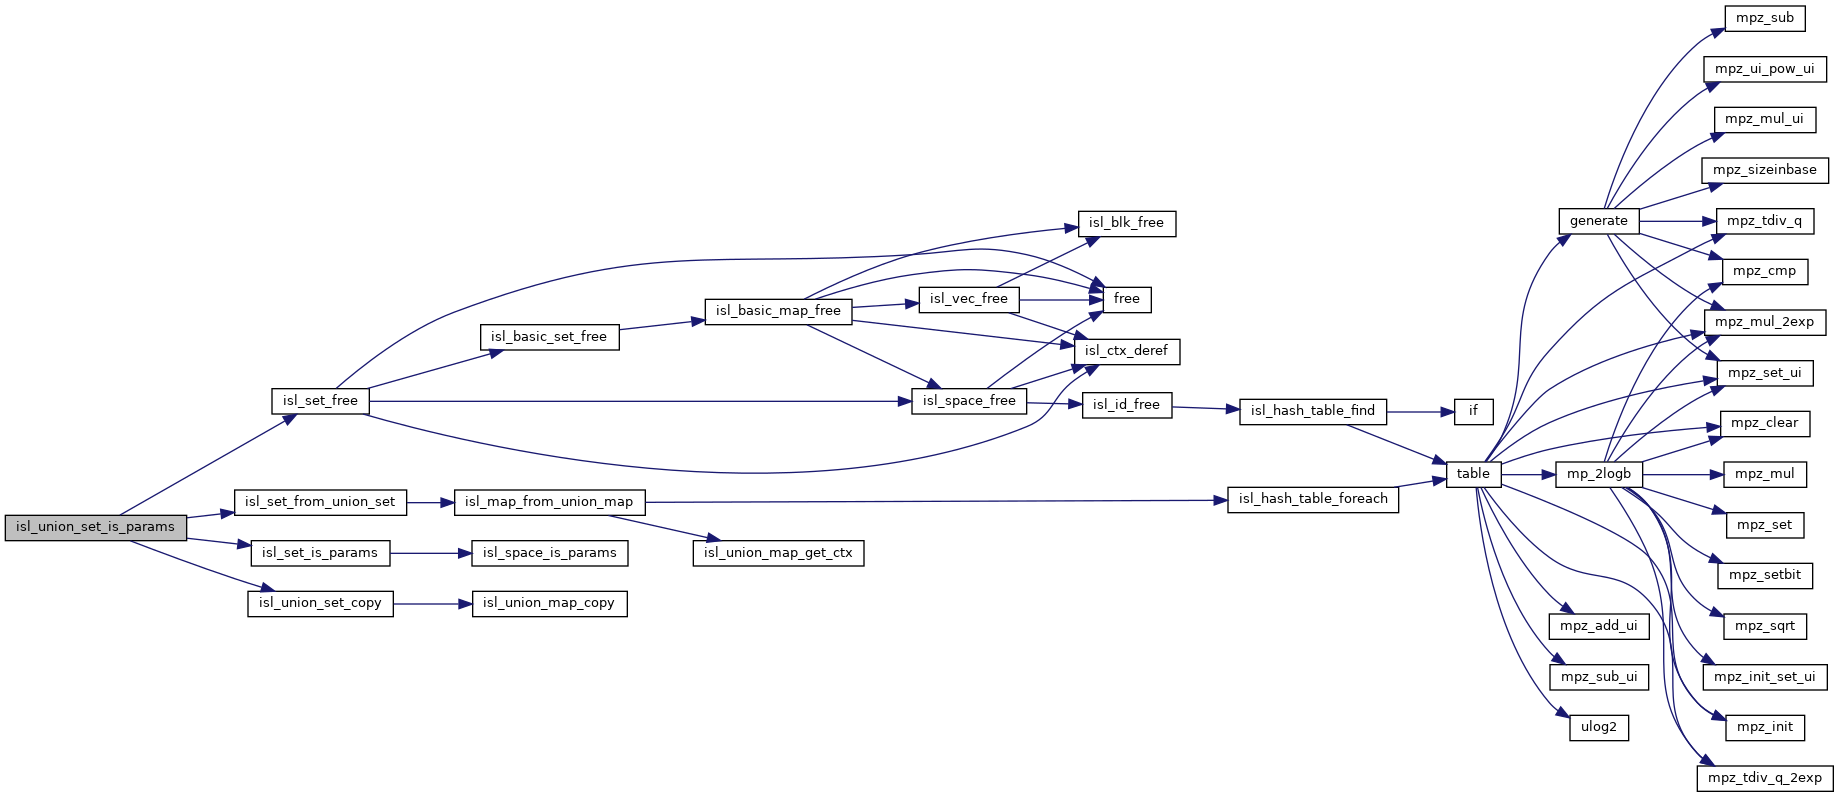 isl_union_set_is_params
isl_set_free
isl_set_from_union_set
isl_set_is_params
isl_union_set_copy
isl_basic_set_free
isl_map_from_union_map
isl_space_is_params
isl_union_map_copy
isl_basic_map_free
isl_union_map_get_ctx
isl_vec_free
isl_space_free
isl_blk_free
free
isl_ctx_deref
isl_id_free
isl_hash_table_find
isl_hash_table_foreach
if
table
generate
mp_2logb
mpz_add_ui
mpz_sub_ui
ulog2
mpz_sub
mpz_ui_pow_ui
mpz_mul_ui
mpz_sizeinbase
mpz_tdiv_q
mpz_cmp
mpz_mul_2exp
mpz_set_ui
mpz_clear
mpz_mul
mpz_set
mpz_setbit
mpz_sqrt
mpz_init_set_ui
mpz_init
mpz_tdiv_q_2exp